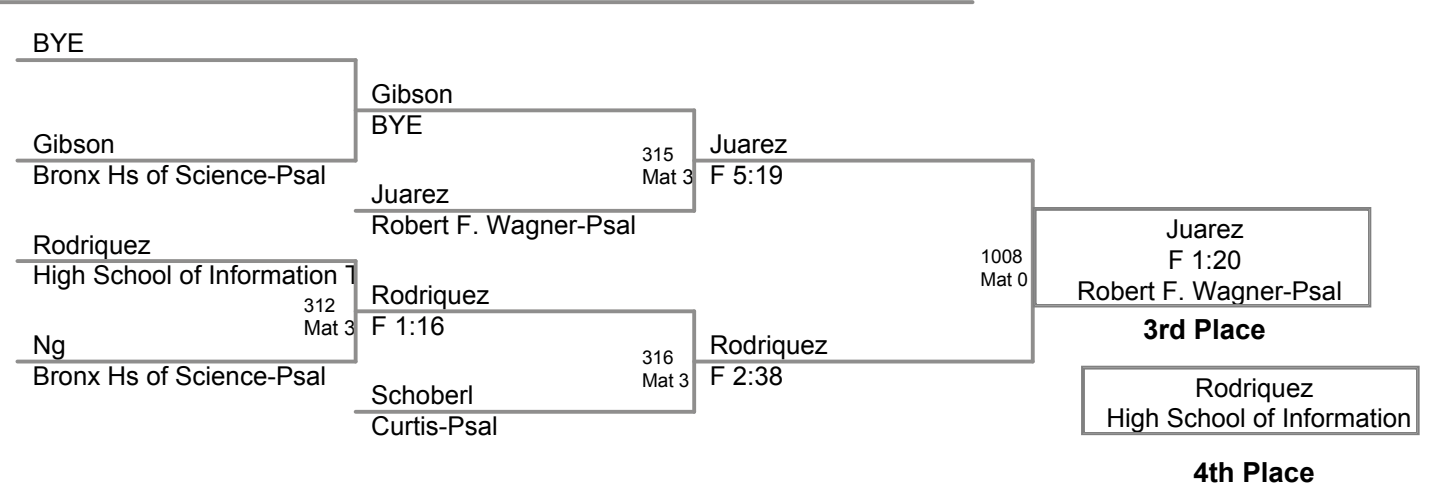 BYE
Gibson
BYE
Gibson
Bronx Hs of Science-Psal
315
Mat 3
Juarez
F 5:19
Juarez
Robert F. Wagner-Psal
Rodriquez
High School of Information T
312
Mat 3
Rodriquez
F 1:16
Ng
Bronx Hs of Science-Psal
316
Mat 3
Rodriquez
F 2:38
Schoberl
Curtis-Psal
1008
Mat 0
Juarez
F 1:20
Robert F. Wagner-Psal
3rd Place
Rodriquez
High School of Information
4th Place